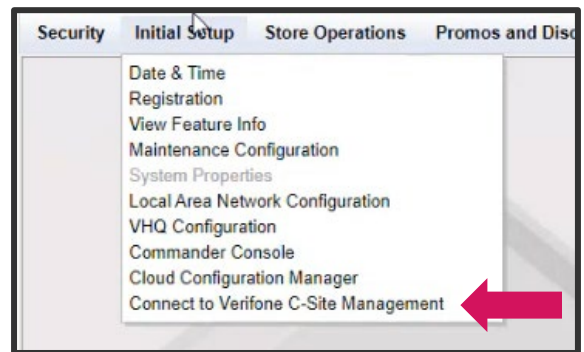 Security Initial Setup Store Operations Promos and Disc
Date & Time
Registration
View Feature Info
Maintenance Configuration
System Properties
Local Area Network Configuration
VHQ Configuration
Commander Console
Cloud Configuration Manager
Connect to Verifone C-Site Management